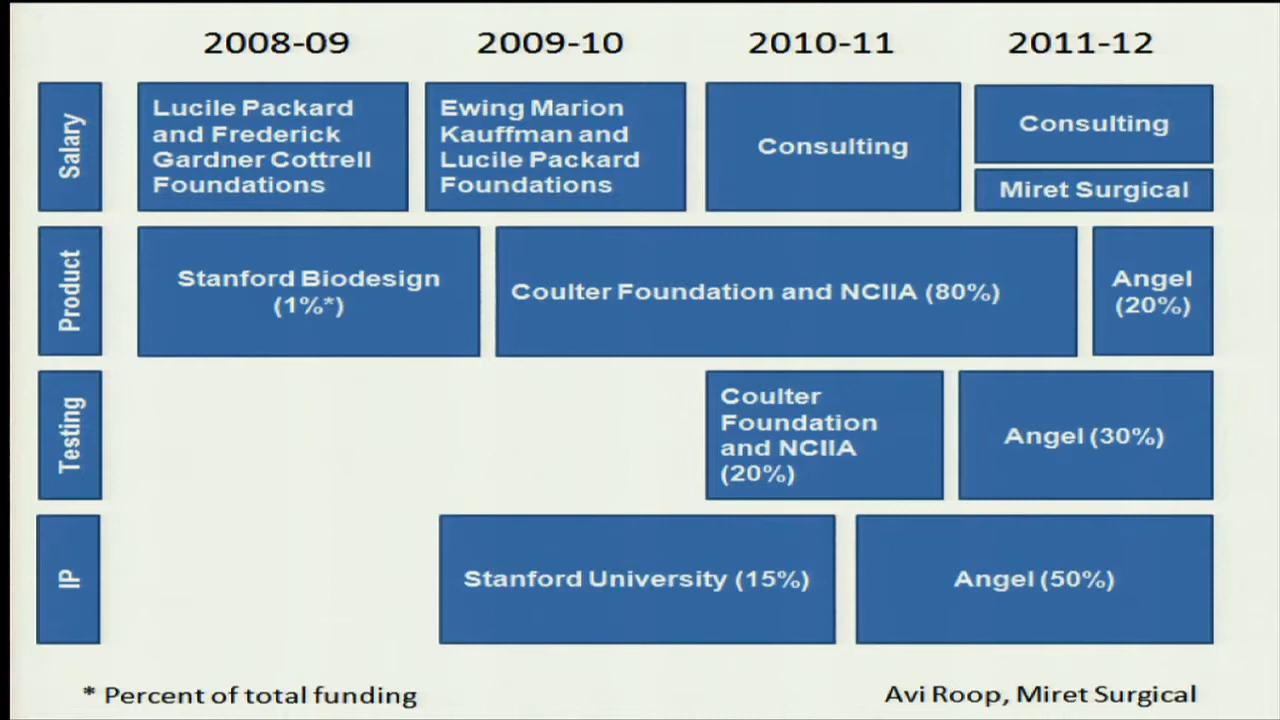 2008-09 2009-10 2010-11 2011-12
Salary
Lucile Packard
and Frederick
Gardner Cottrell
Foundations
Ewing Marion
Kauffman and
Lucile Packard
Foundations
Consulting
Consulting
Miret Surgical
Product
Stanford Biodesign
(1%*)
Coulter Foundation and NCIIA (80%)
Angel
(20%)
Testing
Coulter
Foundation
and NCIIA
(20%)
Angel (30%)
IP
Stanford University (15%)
Angel (50%)
* Percent of total funding
Avi Roop, Miret Surgical